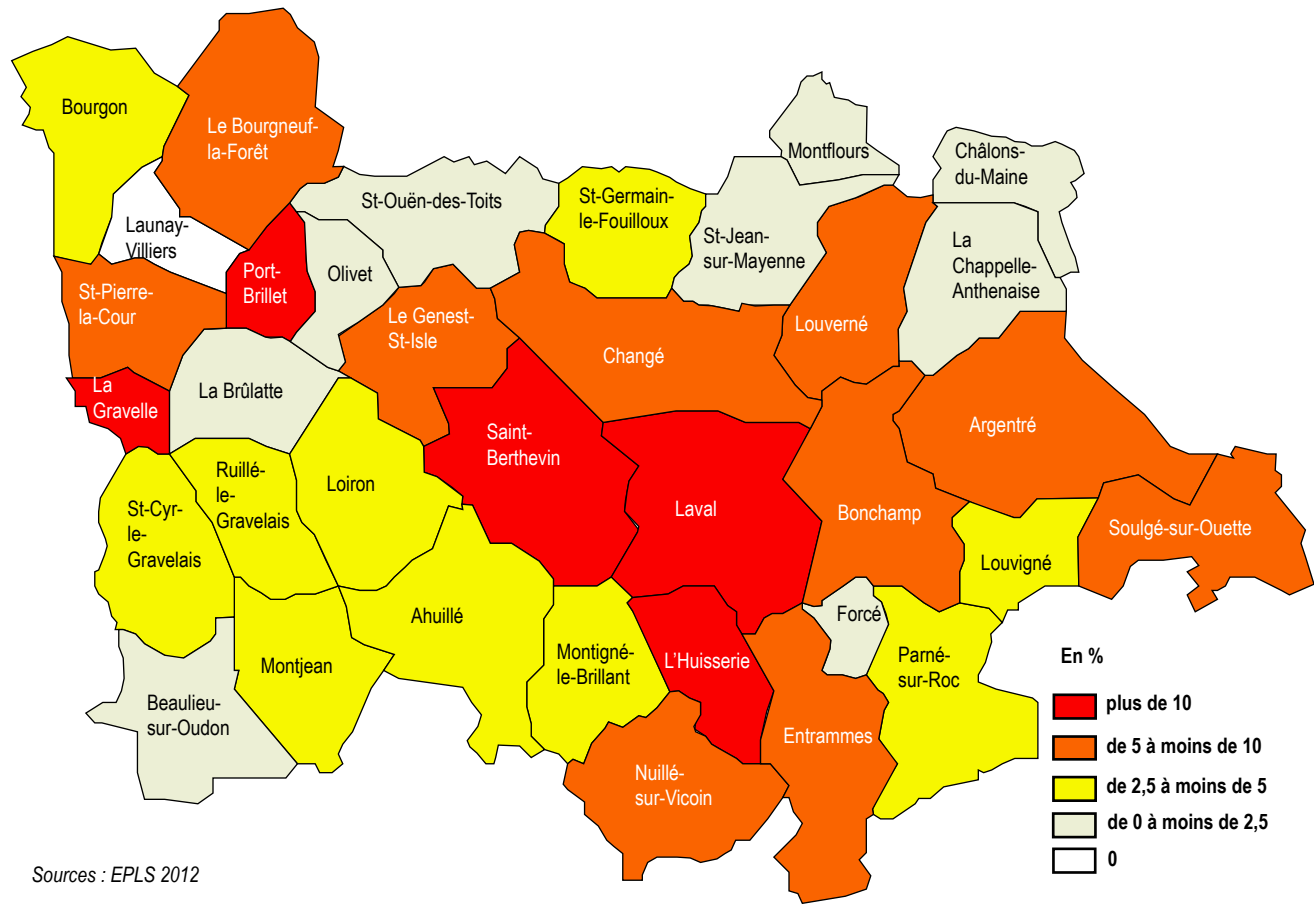 Bourgon
Le Bourgneuf-
la-Forêt
Montflours
Châlons-
du-Maine
St-Ouën-des-Toits
St-Germain-
le-Fouilloux
Launay-
Villiers
St-Jean-
sur-Mayenne
La
Chappelle-
Anthenaise
Port-
Brillet
Olivet
St-Pierre-
la-Cour
Le Genest-
St-Isle
Changé
Louverné
La
Gravelle
La Brûlatte
Saint-
Berthevin
Argentré
Ruillé-
le-
Gravelais
Loiron
St-Cyr-
le-
Gravelais
Laval
Bonchamp
Soulgé-sur-Ouette
Louvigné
Ahuillé
Forcé
Montjean
Montigné-
le-Brillant
L'Huisserie
Parné-
sur-Roc
Beaulieu-
sur-Oudon
Entrammes
Nuillé-
sur-Vicoin
En %
plus de 10
de 5 à moins de 10
de 2,5 à moins de 5
de 0 à moins de 2,5
0
Sources : EPLS 2012